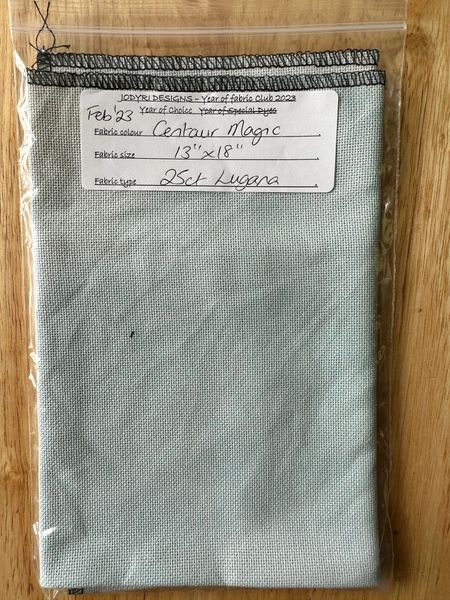 JODYRI DESIGNS - Year of fabric Club 2023
Feb '23 Year of Choice Year of Special Dyes
Fabric colour Centaur Magic
Fabric size 13" x 18"
Fabric type 25ct Lugana